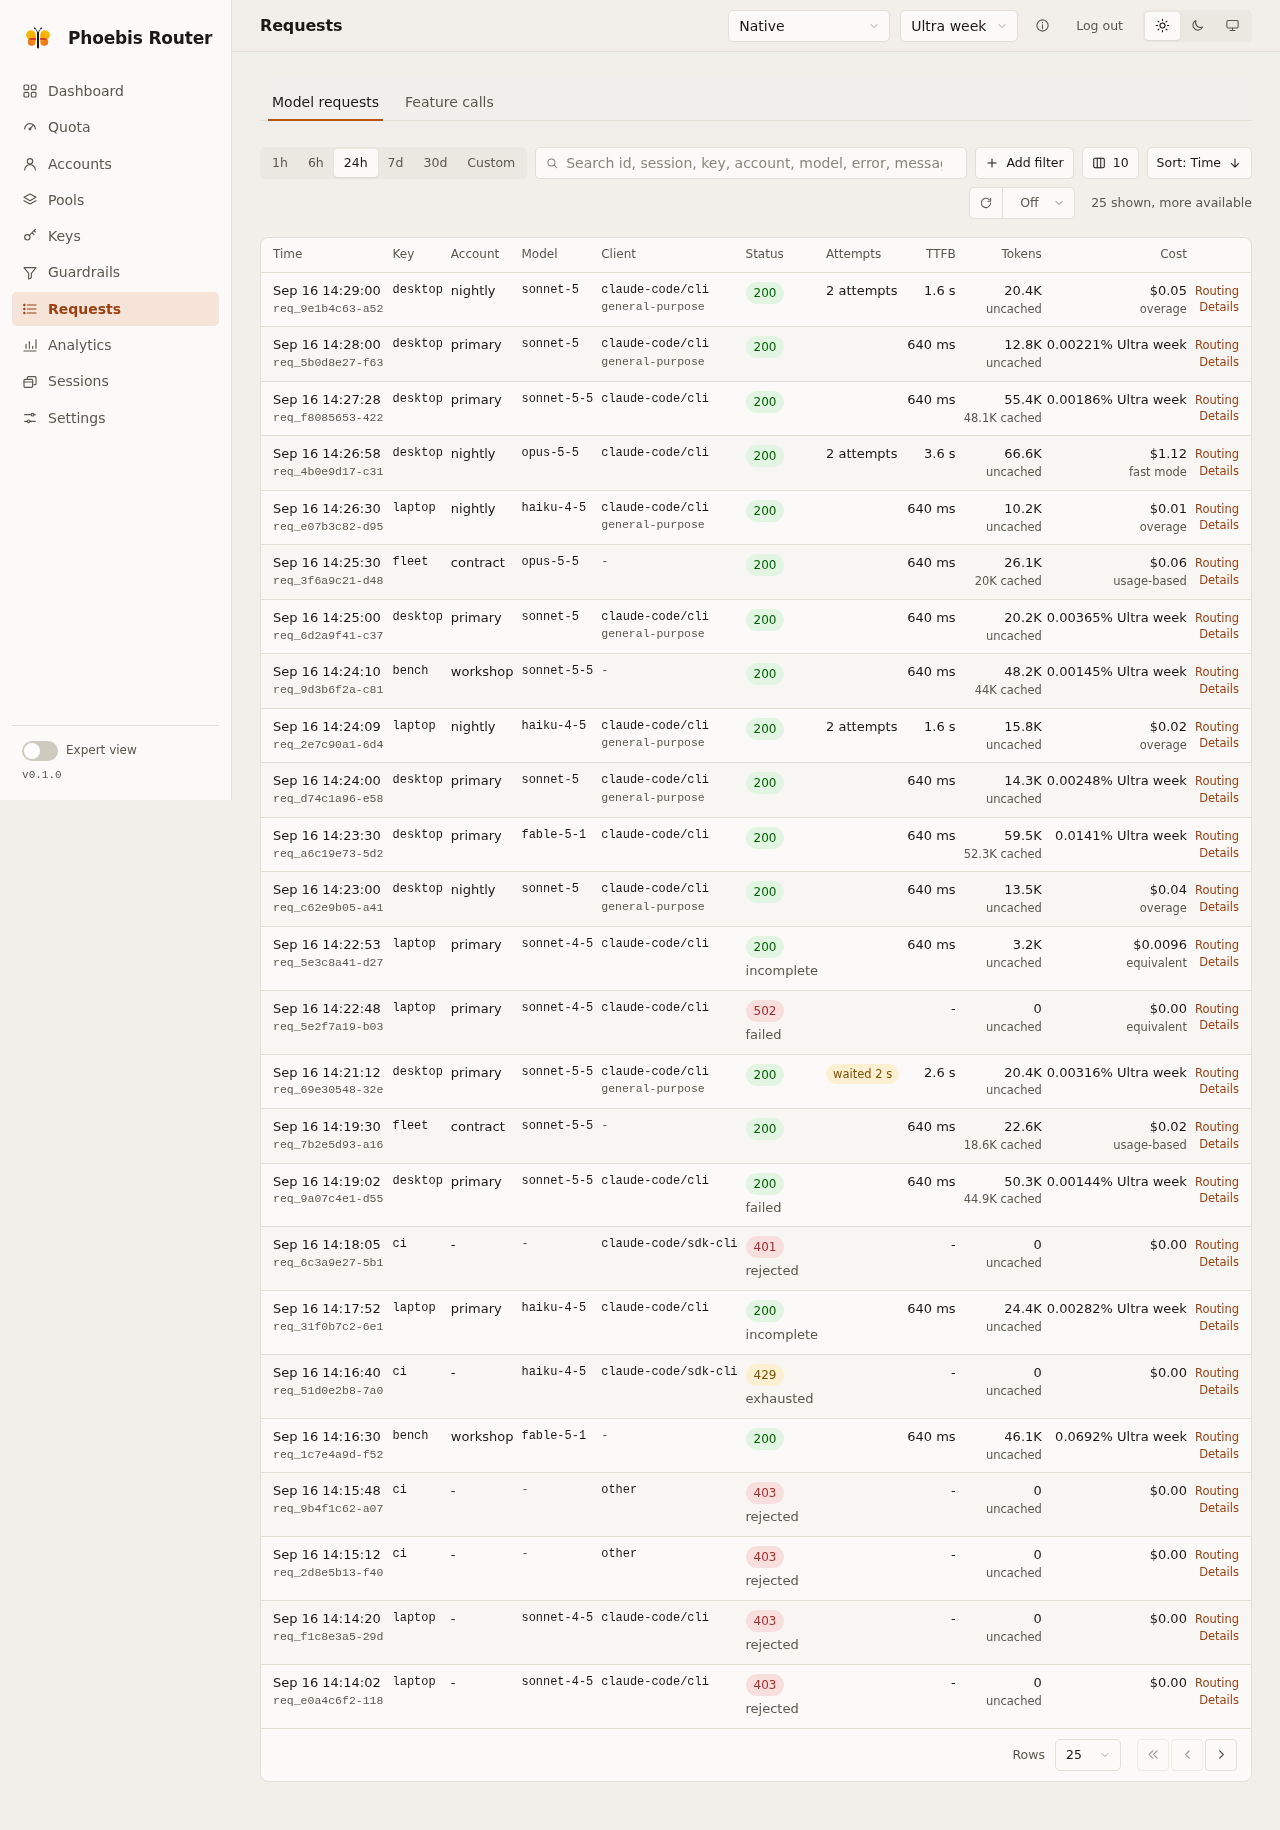 Phoebis Router
Dashboard
Quota
Accounts
Pools
Keys
Guardrails
Requests
Analytics
Sessions
Settings
Expert view
v0.1.0
Requests
Native
Ultra week
Log out
Model requests
Feature calls
1h 6h 24h 7d 30d Custom
Add filter
10
Sort: Time
Off
25 shown, more available
Time Key Account Model Client Status Attempts TTFB Tokens Cost
Sep 16 14:29:00 desktop nightly sonnet-5 claude-code/cli 200 2 attempts 1.6 s 20.4K $0.05 Routing
req_9e1b4c63-a52 general-purpose uncached overage Details
Sep 16 14:28:00 desktop primary sonnet-5 claude-code/cli 200 640 ms 12.8K 0.00221% Ultra week Routing
req_5b0d8e27-f63 general-purpose uncached Details
Sep 16 14:27:28 desktop primary sonnet-5-5 claude-code/cli 200 640 ms 55.4K 0.00186% Ultra week Routing
req_f8085653-422 48.1K cached Details
Sep 16 14:26:58 desktop nightly opus-5-5 claude-code/cli 200 2 attempts 3.6 s 66.6K $1.12 Routing
req_4b0e9d17-c31 uncached fast mode Details
Sep 16 14:26:30 laptop nightly haiku-4-5 claude-code/cli 200 640 ms 10.2K $0.01 Routing
req_e07b3c82-d95 general-purpose uncached overage Details
Sep 16 14:25:30 fleet contract opus-5-5 - 200 640 ms 26.1K $0.06 Routing
req_3f6a9c21-d48 20K cached usage-based Details
Sep 16 14:25:00 desktop primary sonnet-5 claude-code/cli 200 640 ms 20.2K 0.00365% Ultra week Routing
req_6d2a9f41-c37 general-purpose uncached Details
Sep 16 14:24:10 bench workshop sonnet-5-5 - 200 640 ms 48.2K 0.00145% Ultra week Routing
req_9d3b6f2a-c81 44K cached Details
Sep 16 14:24:09 laptop nightly haiku-4-5 claude-code/cli 200 2 attempts 1.6 s 15.8K $0.02 Routing
req_2e7c90a1-6d4 general-purpose uncached overage Details
Sep 16 14:24:00 desktop primary sonnet-5 claude-code/cli 200 640 ms 14.3K 0.00248% Ultra week Routing
req_d74c1a96-e58 general-purpose uncached Details
Sep 16 14:23:30 desktop primary fable-5-1 claude-code/cli 200 640 ms 59.5K 0.0141% Ultra week Routing
req_a6c19e73-5d2 52.3K cached Details
Sep 16 14:23:00 desktop nightly sonnet-5 claude-code/cli 200 640 ms 13.5K $0.04 Routing
req_c62e9b05-a41 general-purpose uncached overage Details
Sep 16 14:22:53 laptop primary sonnet-4-5 claude-code/cli 200 640 ms 3.2K $0.0096 Routing
req_5e3c8a41-d27 incomplete uncached equivalent Details
Sep 16 14:22:48 laptop primary sonnet-4-5 claude-code/cli 502 - 0 $0.00 Routing
req_5e2f7a19-b03 failed uncached equivalent Details
Sep 16 14:21:12 desktop primary sonnet-5-5 claude-code/cli 200 waited 2 s 2.6 s 20.4K 0.00316% Ultra week Routing
req_69e30548-32e general-purpose uncached Details
Sep 16 14:19:30 fleet contract sonnet-5-5 - 200 640 ms 22.6K $0.02 Routing
req_7b2e5d93-a16 18.6K cached usage-based Details
Sep 16 14:19:02 desktop primary sonnet-5-5 claude-code/cli 200 640 ms 50.3K 0.00144% Ultra week Routing
req_9a07c4e1-d55 failed 44.9K cached Details
Sep 16 14:18:05 ci - - claude-code/sdk-cli 401 - 0 $0.00 Routing
req_6c3a9e27-5b1 rejected uncached Details
Sep 16 14:17:52 laptop primary haiku-4-5 claude-code/cli 200 640 ms 24.4K 0.00282% Ultra week Routing
req_31f0b7c2-6e1 incomplete uncached Details
Sep 16 14:16:40 ci - haiku-4-5 claude-code/sdk-cli 429 - 0 $0.00 Routing
req_51d0e2b8-7a0 exhausted uncached Details
Sep 16 14:16:30 bench workshop fable-5-1 - 200 640 ms 46.1K 0.0692% Ultra week Routing
req_1c7e4a9d-f52 uncached Details
Sep 16 14:15:48 ci - - other 403 - 0 $0.00 Routing
req_9b4f1c62-a07 rejected uncached Details
Sep 16 14:15:12 ci - - other 403 - 0 $0.00 Routing
req_2d8e5b13-f40 rejected uncached Details
Sep 16 14:14:20 laptop - sonnet-4-5 claude-code/cli 403 - 0 $0.00 Routing
req_f1c8e3a5-29d rejected uncached Details
Sep 16 14:14:02 laptop - sonnet-4-5 claude-code/cli 403 - 0 $0.00 Routing
req_e0a4c6f2-118 rejected uncached Details
Rows 25
Search id, session, key, account, model, error,